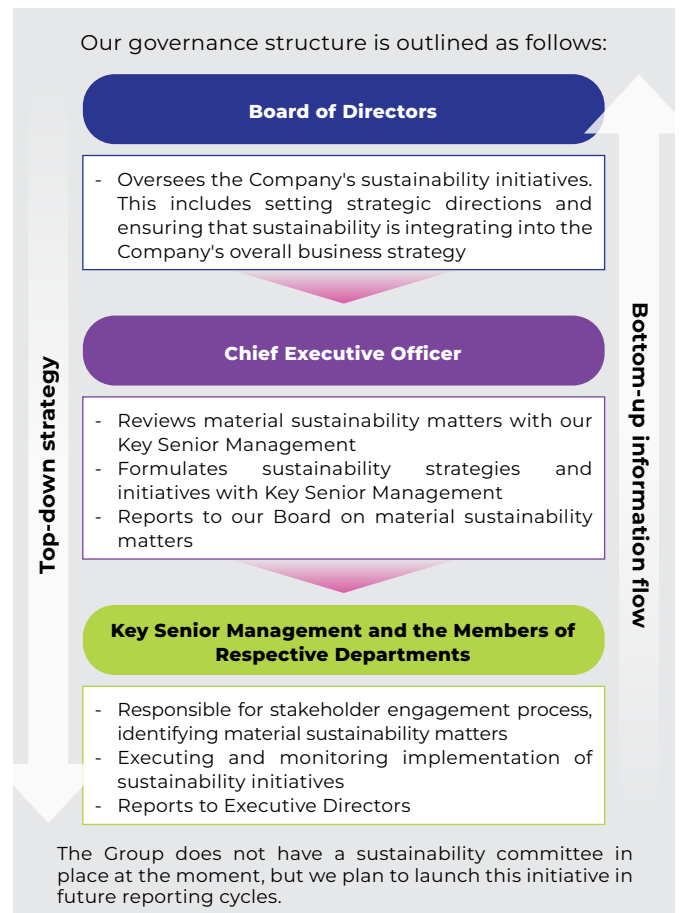 Our governance structure is outlined as follows:
Board of Directors
- Oversees the Company's sustainability initiatives.
This includes setting strategic directions and
ensuring that sustainability is integrating into the
Company's overall business strategy
Chief Executive Officer
- Reviews material sustainability matters with our
Key Senior Management
- Formulates sustainability strategies and
initiatives with Key Senior Management
- Reports to our Board on material sustainability
matters
Key Senior Management and the Members of
Respective Departments
- Responsible for stakeholder engagement process,
identifying material sustainability matters
- Executing and monitoring implementation of
sustainability initiatives
- Reports to Executive Directors
Top-down strategy
Bottom-up information flow
The Group does not have a sustainability committee in
place at the moment, but we plan to launch this initiative in
future reporting cycles.